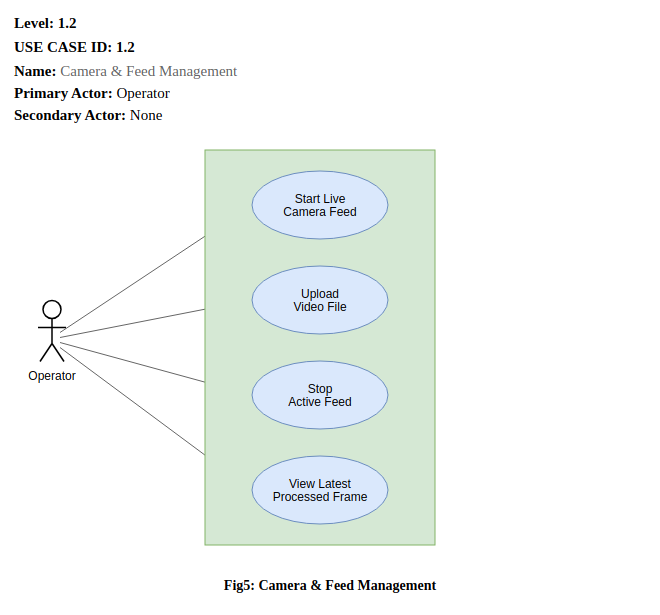 Level: 1.2
USE CASE ID: 1.2
Name: Camera & Feed Management
Primary Actor: Operator
Secondary Actor: None
Start Live
Camera Feed
Upload
Video File
Operator
Stop
Active Feed
View Latest
Processed Frame
Fig5: Camera & Feed Management